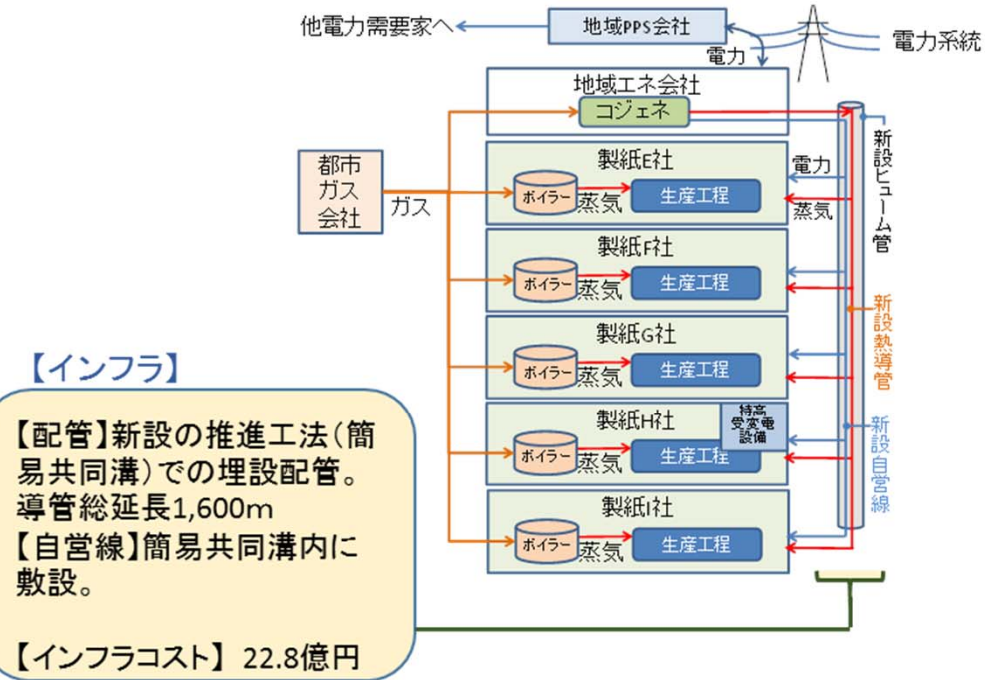 他電力需要家へ
地域PPS会社
電力
電力系統
地域エネ会社
コジェネ
都市
ガス
会社
ガス
製紙E社
ボイラー
蒸気
生産工程
電力
蒸気
製紙F社
ボイラー
蒸気
生産工程
製紙G社
ボイラー
蒸気
生産工程
製紙H社
特高
受変電
設備
ボイラー
蒸気
生産工程
製紙I社
ボイラー
蒸気
生産工程
新設ヒューム管
新設熱導管
新設自営線
【インフラ】
【配管】新設の推進工法(簡
易共同溝)での埋設配管。
導管総延長1,600m
【自営線】簡易共同溝内に
敷設。
【インフラコスト】 22.8億円